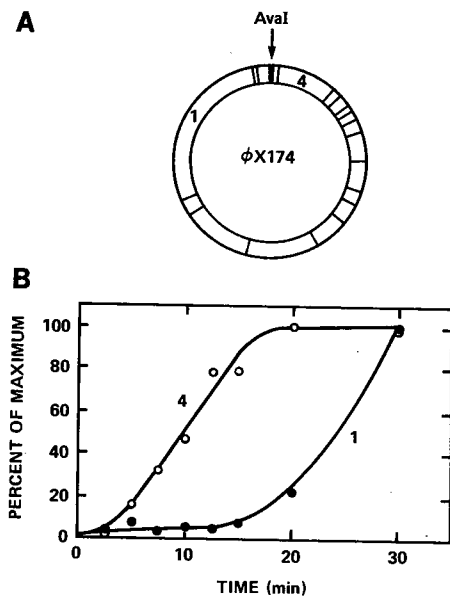 A
AvaI
4
1
φX174
B
PERCENT OF MAXIMUM
100
80
60
40
20
0
4
1
0
10
20
30
TIME (min)